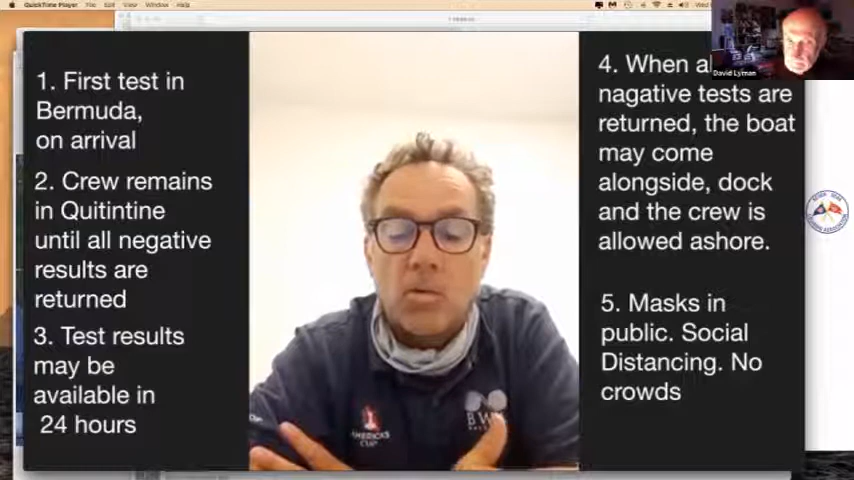 QuickTime Player File Edit View Window Help
David Lyman
1. First test in
Bermuda,
on arrival
2. Crew remains
in Quitintine
until all negative
results are
returned
3. Test results
may be
available in
24 hours
4. When
nagative tests are
returned, the boat
may come
alongside, dock
and the crew is
allowed ashore.
5. Masks in
public. Social
Distancing. No
crowds
AMERICA'S
CUP
BW